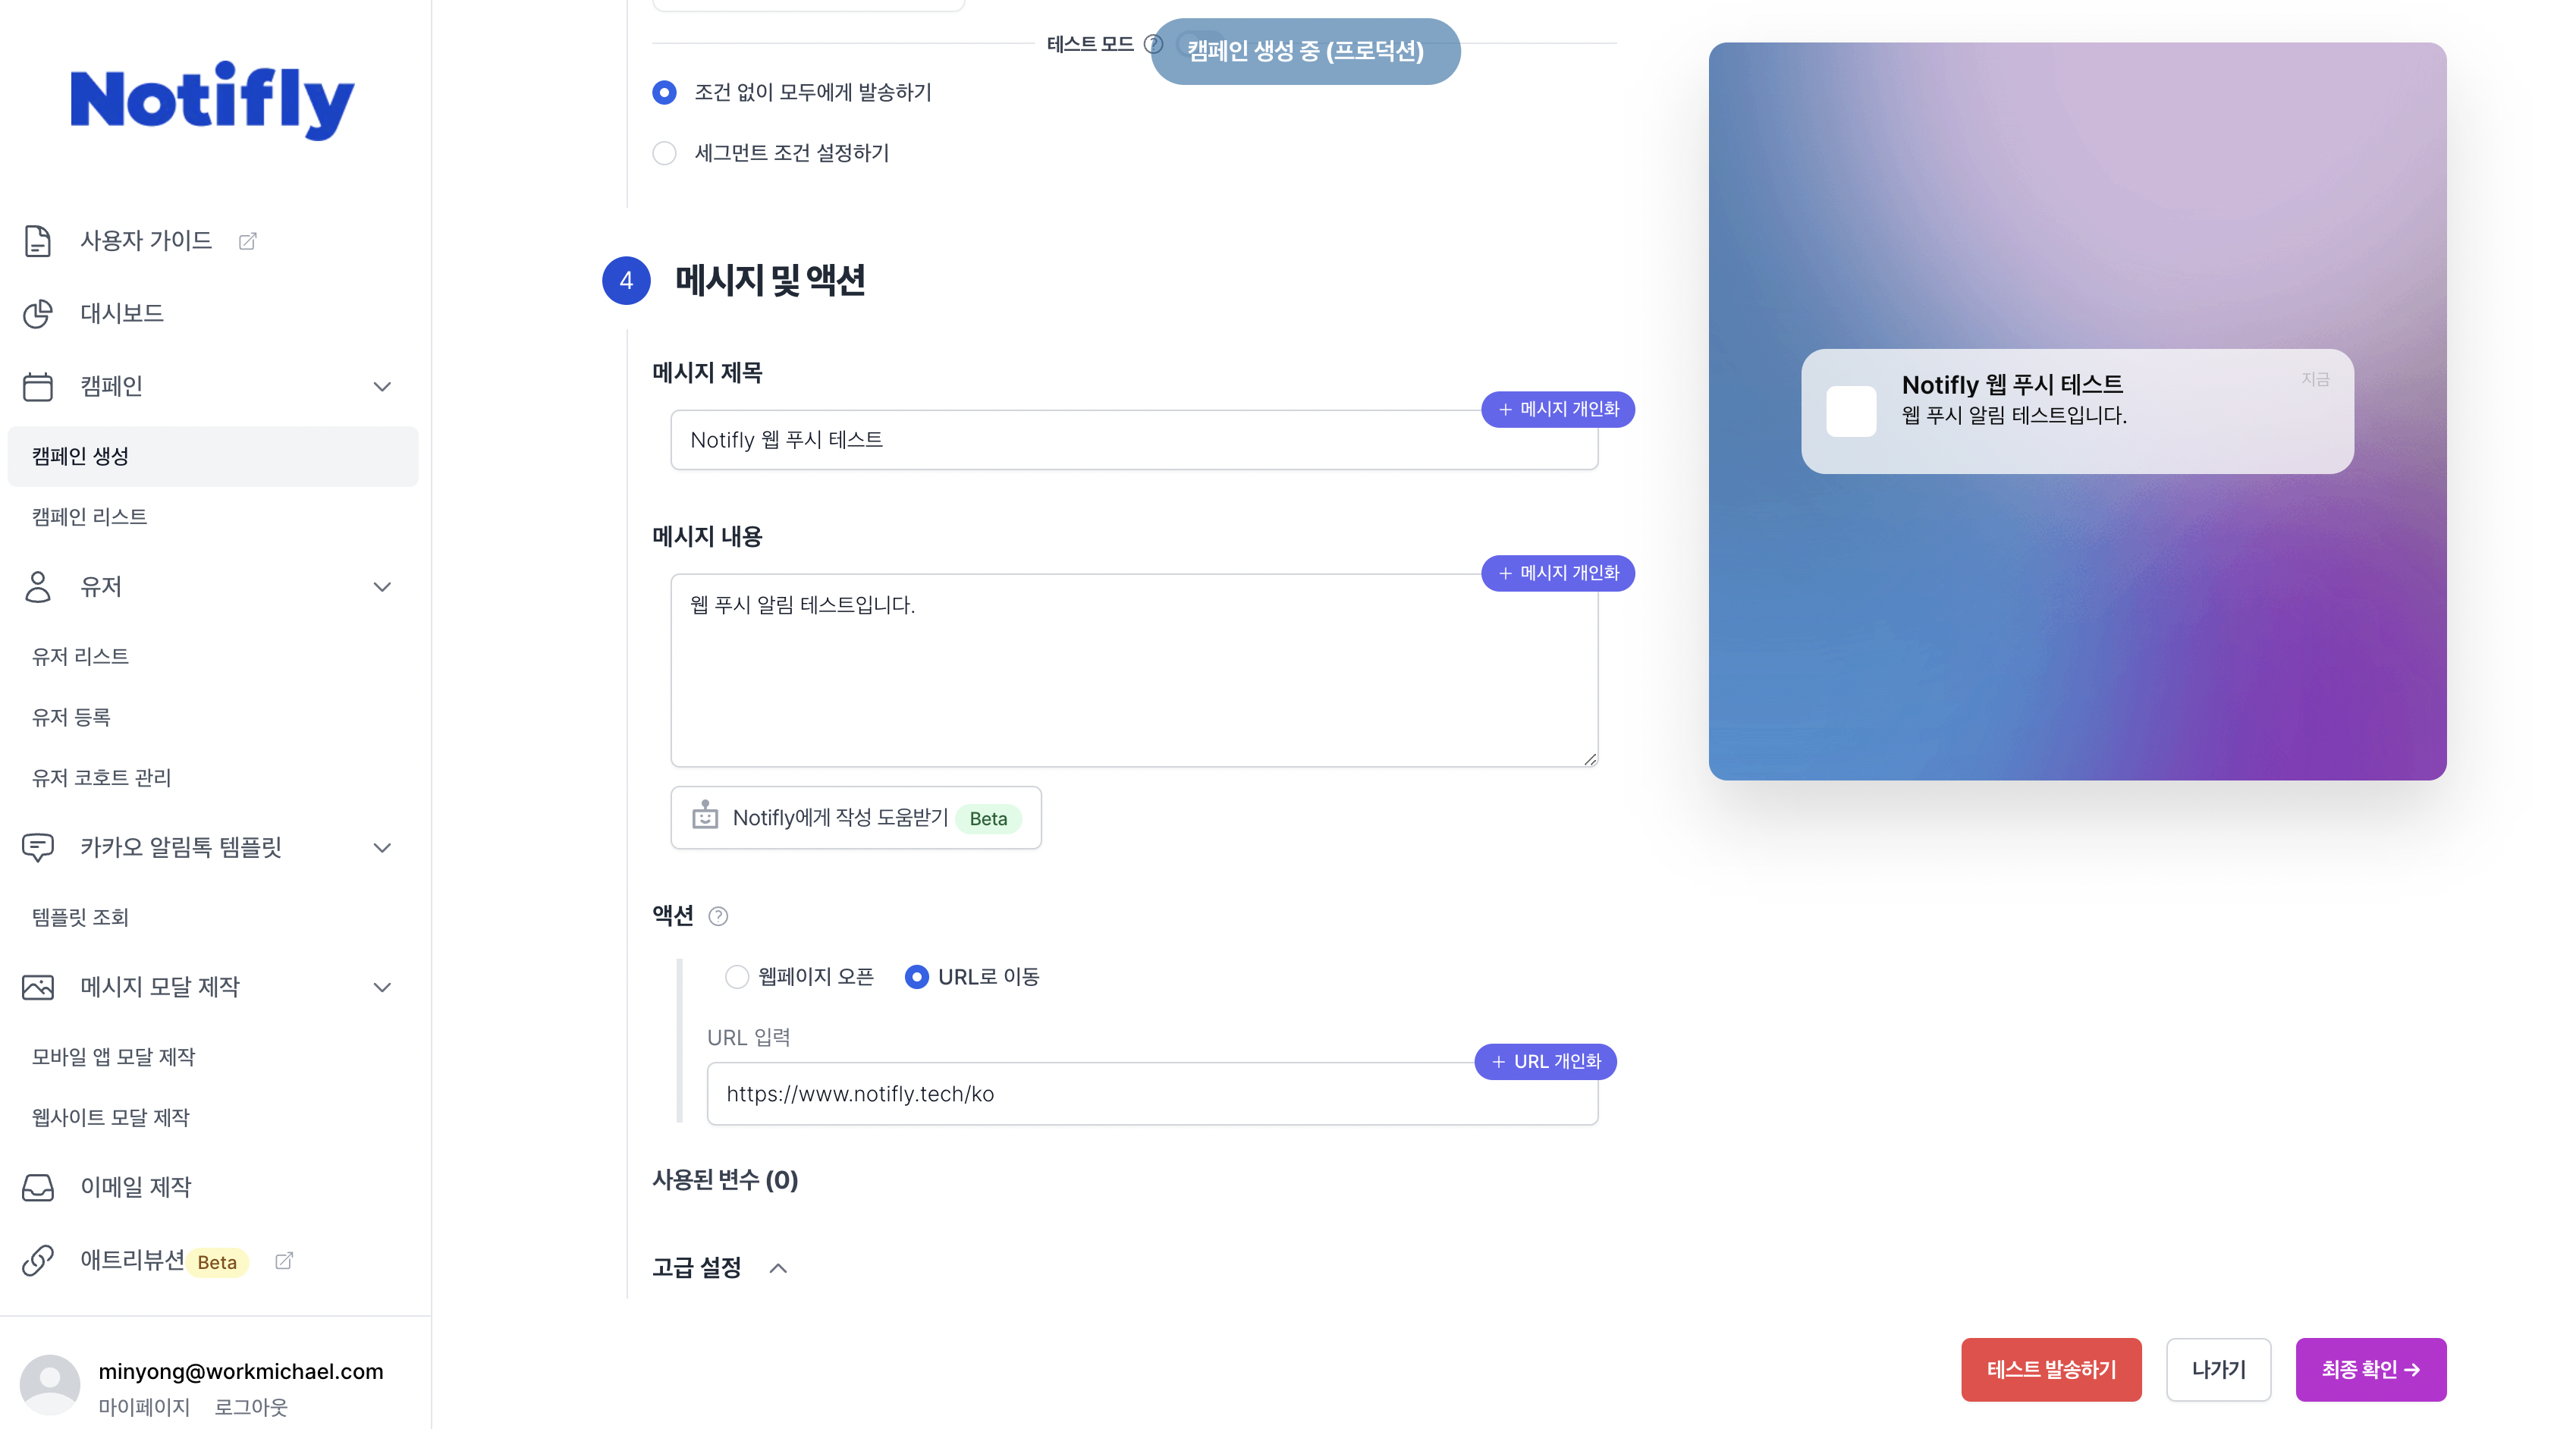 Notifly
사용자 가이드
대시보드
캠페인
캠페인 생성
캠페인 리스트
유저
유저 리스트
유저 등록
유저 코호트 관리
카카오 알림톡 템플릿
템플릿 조회
메시지 모달 제작
모바일 앱 모달 제작
웹사이트 모달 제작
이메일 제작
애트리뷰션 Beta
minyong@workmichael.com
마이페이지 로그아웃
테스트 모드 ?
캠페인 생성 중 (프로덕션)
조건 없이 모두에게 발송하기
세그먼트 조건 설정하기
4 메시지 및 액션
메시지 제목
+ 메시지 개인화
Notifly 웹 푸시 테스트
메시지 내용
+ 메시지 개인화
웹 푸시 알림 테스트입니다.
Notifly에게 작성 도움받기 Beta
액션 ?
웹페이지 오픈 URL로 이동
URL 입력
+ URL 개인화
https://www.notifly.tech/ko
사용된 변수 (0)
고급 설정
Notifly 웹 푸시 테스트 지금
웹 푸시 알림 테스트입니다.
테스트 발송하기 나가기 최종 확인 →